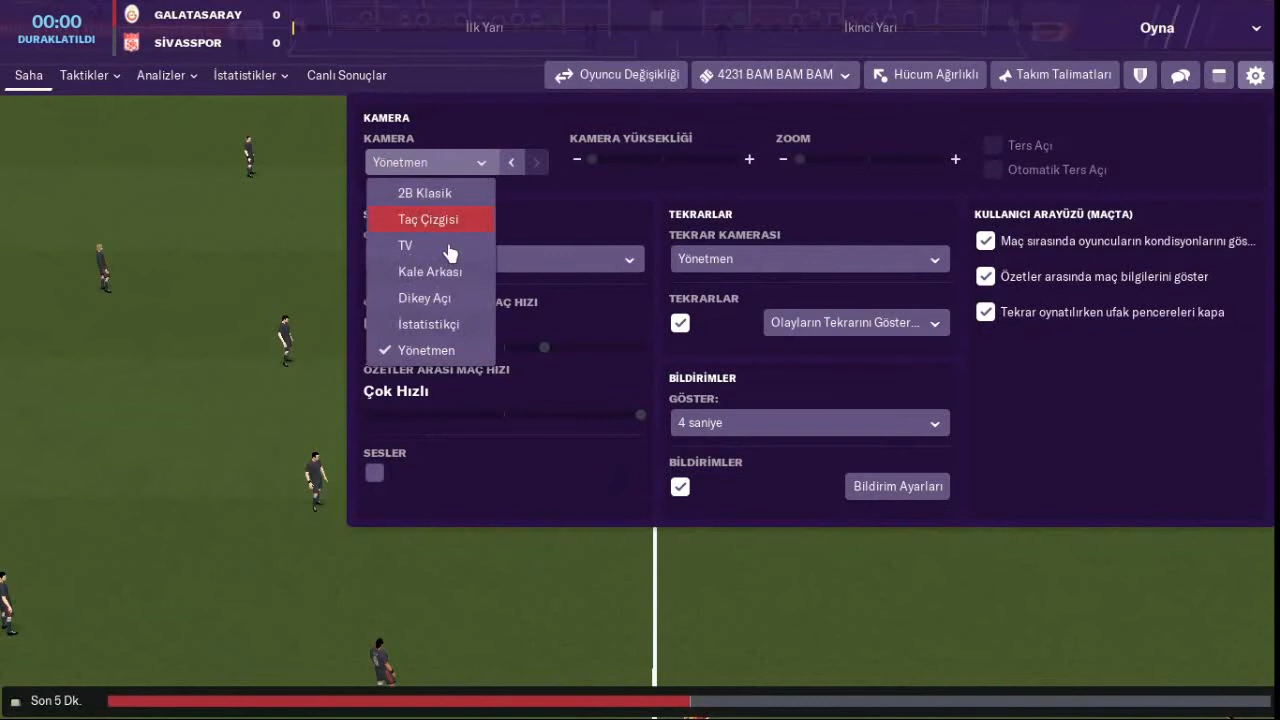 00:00
DURAKLATILDI
GALATASARAY 0
SİVASSPOR 0
İlk Yarı
İkinci Yarı
Oyna
Saha
Taktikler
Analizler
İstatistikler
Canlı Sonuçlar
Oyuncu Değişikliği
4231 BAM BAM BAM
Hücum Ağırlıklı
Takım Talimatları
KAMERA
KAMERA
Yönetmen
2B Klasik
Taç Çizgisi
TV
Kale Arkası
Dikey Açı
İstatistikçi
Yönetmen
KAMERA YÜKSEKLİĞİ
ZOOM
Ters Açı
Otomatik Ters Açı
AÇ HIZI
ÖZETLER ARASI MAÇ HIZI
Çok Hızlı
SESLER
TEKRARLAR
TEKRAR KAMERASI
Yönetmen
TEKRARLAR
Olayların Tekrarını Göster...
BİLDİRİMLER
GÖSTER:
4 saniye
BİLDİRİMLER
Bildirim Ayarları
KULLANICI ARAYÜZÜ (MAÇTA)
Maç sırasında oyuncuların kondisyonlarını gös...
Özetler arasında maç bilgilerini göster
Tekrar oynatılırken ufak pencereleri kapa
Son 5 Dk.